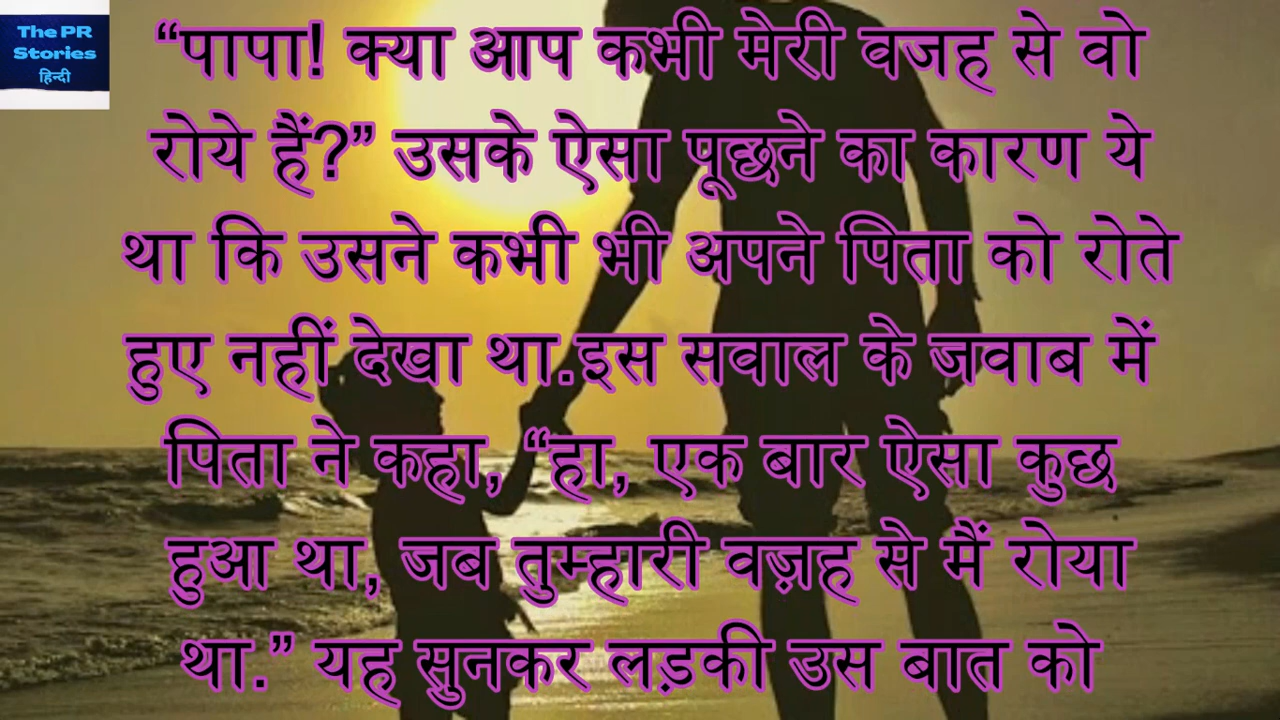 The PR
Stories
हिन्दी
“पापा! क्या आप कभी मेरी वजह से वो
रोये हैं?” उसके ऐसा पूछने का कारण ये
था कि उसने कभी भी अपने पिता को रोते
हुए नहीं देखा था.इस सवाल के जवाब में
पिता ने कहा, “हा, एक बार ऐसा कुछ
हुआ था, जब तुम्हारी वज़ह से मैं रोया
था.” यह सुनकर लड़की उस बात को